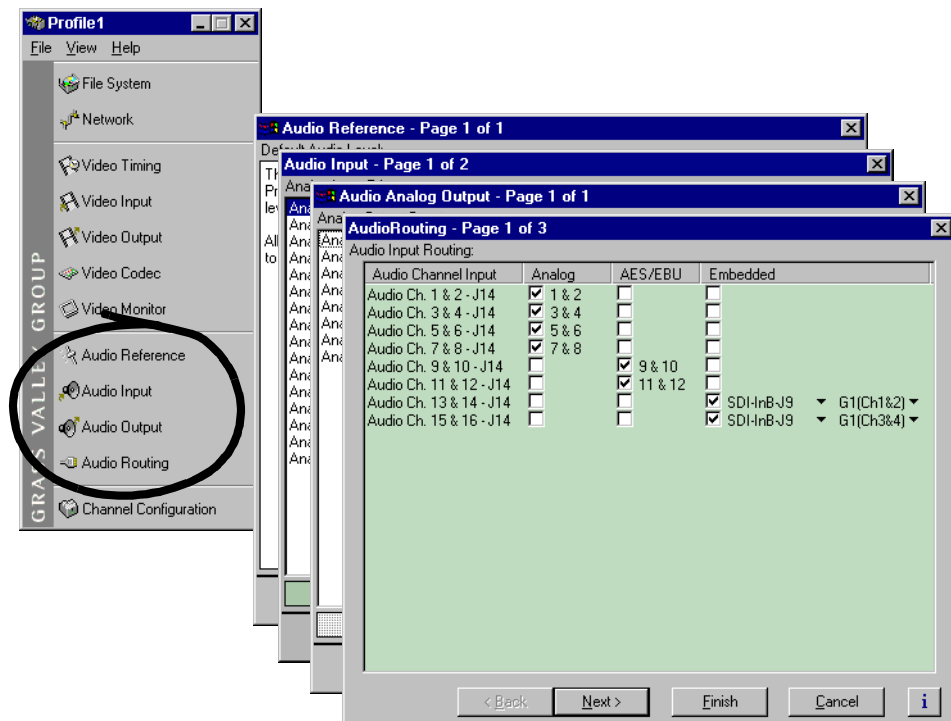 Profile1
File View Help
File System
Network
Video Timing
Video Input
Video Output
Video Codec
Video Monitor
Audio Reference
Audio Input
Audio Output
Audio Routing
Channel Configuration
GRASS VALLEY GROUP
Audio Reference - Page 1 of 1
Audio Input - Page 1 of 2
Audio Analog Output - Page 1 of 1
AudioRouting - Page 1 of 3
Audio Input Routing:
Audio Channel Input Analog AES/EBU Embedded
Audio Ch. 1 & 2 - J14 1 & 2
Audio Ch. 3 & 4 - J14 3 & 4
Audio Ch. 5 & 6 - J14 5 & 6
Audio Ch. 7 & 8 - J14 7 & 8
Audio Ch. 9 & 10 - J14 9 & 10
Audio Ch. 11 & 12 - J14 11 & 12
Audio Ch. 13 & 14 - J14 SDI-InB-J9 G1(Ch1&2)
Audio Ch. 15 & 16 - J14 SDI-InB-J9 G1(Ch3&4)
< Back Next > Finish Cancel i